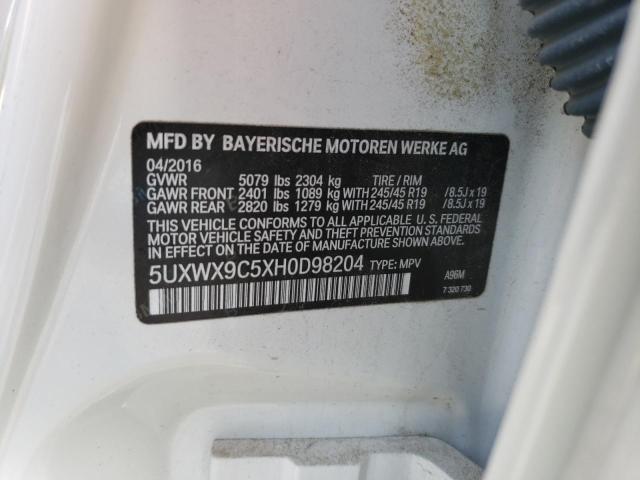 MFD BY BAYERISCHE MOTOREN WERKE AG
04/2016
GVWR 5079 lbs 2304 kg TIRE / RIM
GAWR FRONT 2401 lbs 1089 kg WITH 245/45 R19 /8.5J x 19
GAWR REAR 2820 lbs 1279 kg WITH 245/45 R19 /8.5J x 19
THIS VEHICLE CONFORMS TO ALL APPLICABLE U. S. FEDERAL
MOTOR VEHICLE SAFETY AND THEFT PREVENTION STANDARDS
IN EFFECT ON THE DATE OF MANUFACTURE SHOWN ABOVE.
5UXWX9C5XH0D98204 TYPE: MPV A96M
7 320 730